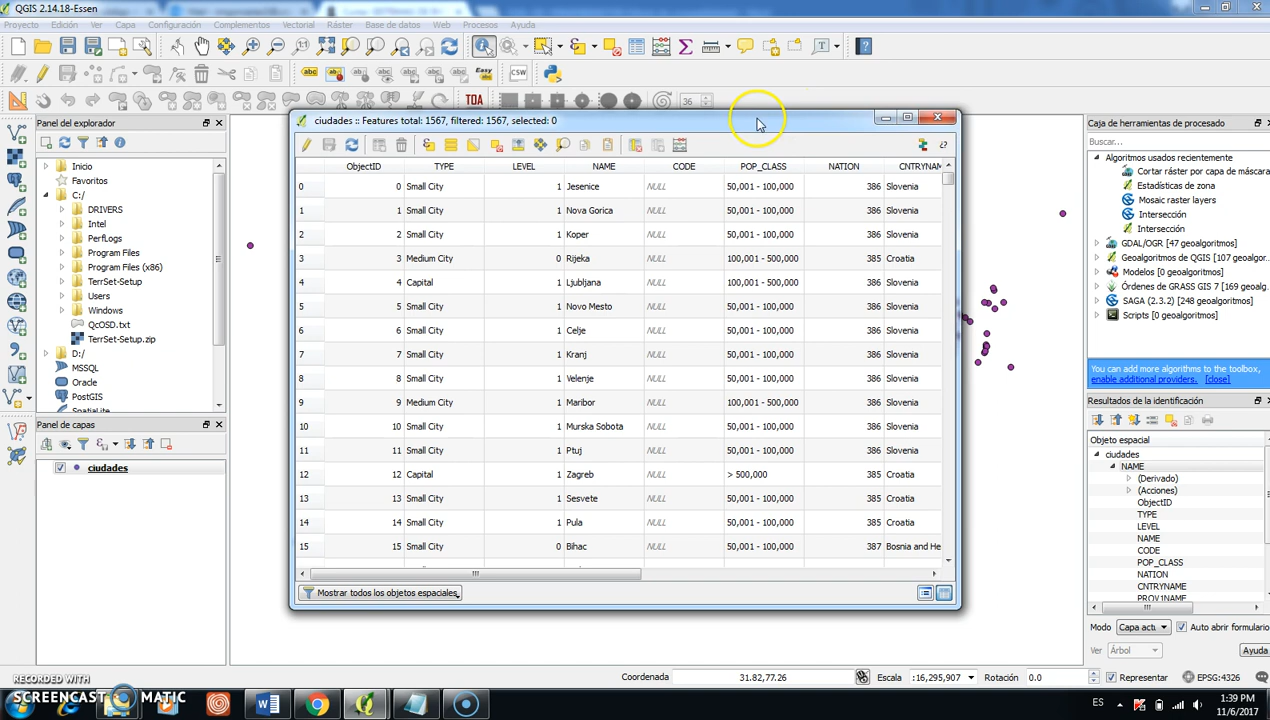 QGIS 2.14.18-Essen
Proyecto Edición Ver Capa Configuración Complementos Vectorial Ráster Base de datos Web Procesos Ayuda
abc abc abc abc abc abc Easy abc CSW
TOA 36
Panel del explorador
Inicio
Favoritos
C:/
DRIVERS
Intel
PerfLogs
Program Files
Program Files (x86)
TerrSet-Setup
Users
Windows
QcOSD.txt
TerrSet-Setup.zip
D:/
MSSQL
Oracle
PostGIS
SpatiaLite
Panel de capas
ciudades
ciudades :: Features total: 1567, filtered: 1567, selected: 0
ObjectID TYPE LEVEL NAME CODE POP_CLASS NATION CNTRYNAM
0 0 Small City 1 Jesenice NULL 50,001 - 100,000 386 Slovenia
1 1 Small City 1 Nova Gorica NULL 50,001 - 100,000 386 Slovenia
2 2 Small City 1 Koper NULL 50,001 - 100,000 386 Slovenia
3 3 Medium City 0 Rijeka NULL 100,001 - 500,000 385 Croatia
4 4 Capital 1 Ljubljana NULL 100,001 - 500,000 386 Slovenia
5 5 Small City 1 Novo Mesto NULL 50,001 - 100,000 386 Slovenia
6 6 Small City 1 Celje NULL 50,001 - 100,000 386 Slovenia
7 7 Small City 1 Kranj NULL 50,001 - 100,000 386 Slovenia
8 8 Small City 1 Velenje NULL 50,001 - 100,000 386 Slovenia
9 9 Medium City 1 Maribor NULL 100,001 - 500,000 386 Slovenia
10 10 Small City 1 Murska Sobota NULL 50,001 - 100,000 386 Slovenia
11 11 Small City 1 Ptuj NULL 50,001 - 100,000 386 Slovenia
12 12 Capital 1 Zagreb NULL > 500,000 385 Croatia
13 13 Small City 1 Sesvete NULL 50,001 - 100,000 385 Croatia
14 14 Small City 1 Pula NULL 50,001 - 100,000 385 Croatia
15 15 Small City 0 Bihac NULL 50,001 - 100,000 387 Bosnia and He
Mostrar todos los objetos espaciales
Caja de herramientas de procesado
Buscar...
Algoritmos usados recientemente
Cortar ráster por capa de máscara
Estadísticas de zona
Mosaic raster layers
Intersección
Intersección
GDAL/OGR [47 geoalgoritmos]
Geoalgoritmos de QGIS [107 geoalgor...
Modelos [0 geoalgoritmos]
Órdenes de GRASS GIS 7 [169 geoalg...
SAGA (2.3.2) [248 geoalgoritmos]
Scripts [0 geoalgoritmos]
You can add more algorithms to the toolbox,
enable additional providers. [close]
Resultados de la identificación
Objeto espacial
ciudades
NAME
(Derivado)
(Acciones)
ObjectID
TYPE
LEVEL
NAME
CODE
POP_CLASS
NATION
CNTRYNAME
PROV1NAME
Modo Capa actu Auto abrir formulario
Ver Árbol Ayuda
Coordenada 31.82,77.26 Escala :16,295,907 Rotación 0.0 Representar EPSG:4326
RECORDED WITH
SCREENCAST MATIC
ES 1:39 PM
11/6/2017